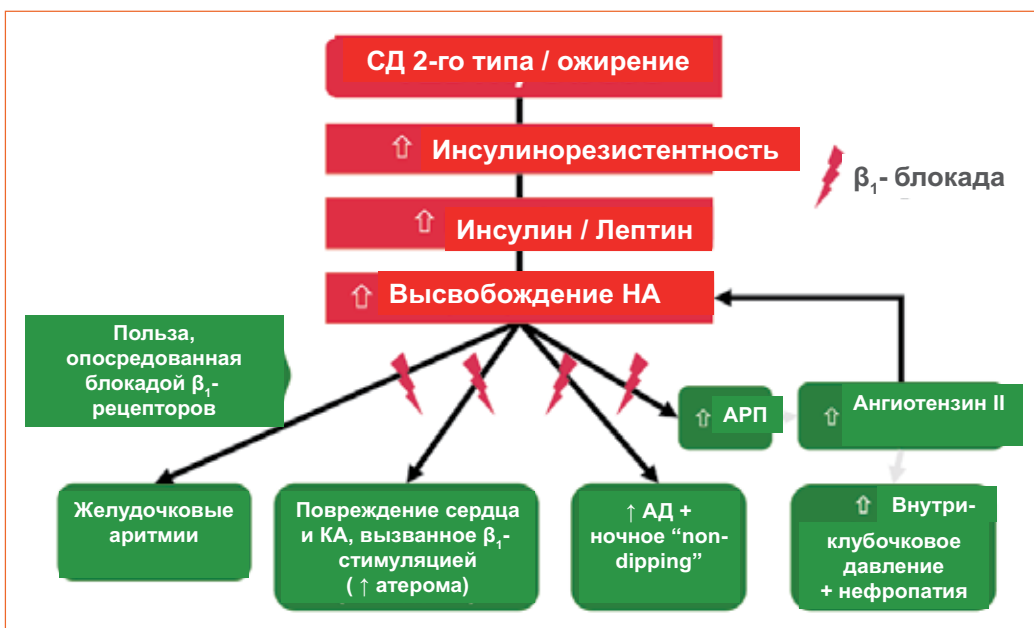 СД 2-го типа / ожирение
⇧ Инсулинорезистентность
β₁- блокада
⇧ Инсулин / Лептин
⇧ Высвобождение НА
Польза,
опосредованная
блокадой β₁-
рецепторов
⇧ АРП
⇧ Ангиотензин II
Желудочковые
аритмии
Повреждение сердца
и КА, вызванное β₁-
стимуляцией
( ↑ атерома)
↑ АД +
ночное “non-
dipping”
⇧ Внутри-
клубочковое
давление
+ нефропатия